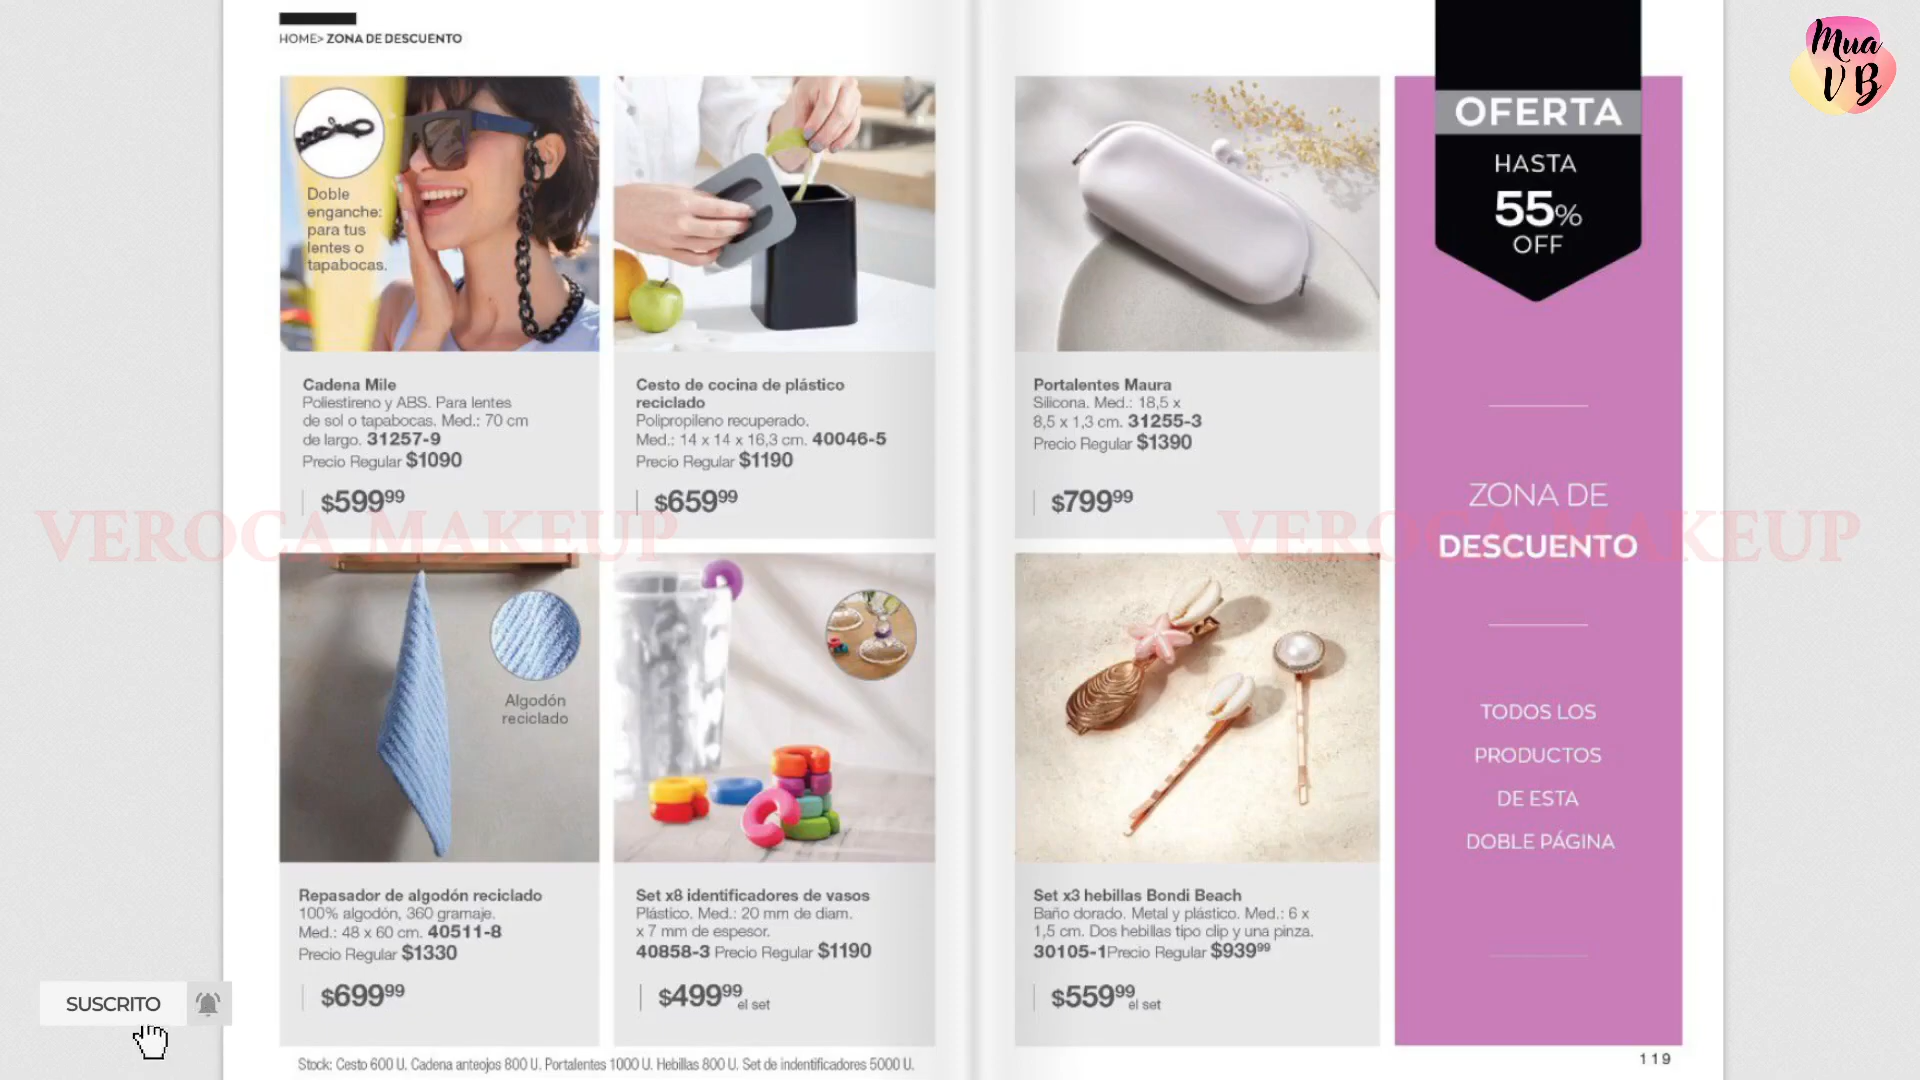 HOME> ZONA DE DESCUENTO
Doble
enganche:
para tus
lentes o
tapabocas.
Cadena Mile
Poliestireno y ABS. Para lentes
de sol o tapabocas. Med.: 70 cm
de largo. 31257-9
Precio Regular $1090
$599⁹⁹
Cesto de cocina de plástico
reciclado
Polipropileno recuperado.
Med.: 14 x 14 x 16,3 cm. 40046-5
Precio Regular $1190
$659⁹⁹
Portalentes Maura
Silicona. Med.: 18,5 x
8,5 x 1,3 cm. 31255-3
Precio Regular $1390
$799⁹⁹
Mua
VB
OFERTA
HASTA
55%
OFF
ZONA DE
DESCUENTO
TODOS LOS
PRODUCTOS
DE ESTA
DOBLE PÁGINA
VEROCA MAKEUP
VEROCA MAKEUP
Algodón
reciclado
Repasador de algodón reciclado
100% algodón, 360 gramaje.
Med.: 48 x 60 cm. 40511-8
Precio Regular $1330
$699⁹⁹
Set x8 identificadores de vasos
Plástico. Med.: 20 mm de diam.
x 7 mm de espesor.
40858-3 Precio Regular $1190
$499⁹⁹ el set
Set x3 hebillas Bondi Beach
Baño dorado. Metal y plástico. Med.: 6 x
1,5 cm. Dos hebillas tipo clip y una pinza.
30105-1Precio Regular $939⁹⁹
$559⁹⁹ el set
SUSCRITO
Stock: Cesto 600 U. Cadena anteojos 800 U. Portalentes 1000 U. Hebillas 800 U. Set de indentificadores 5000 U.
119